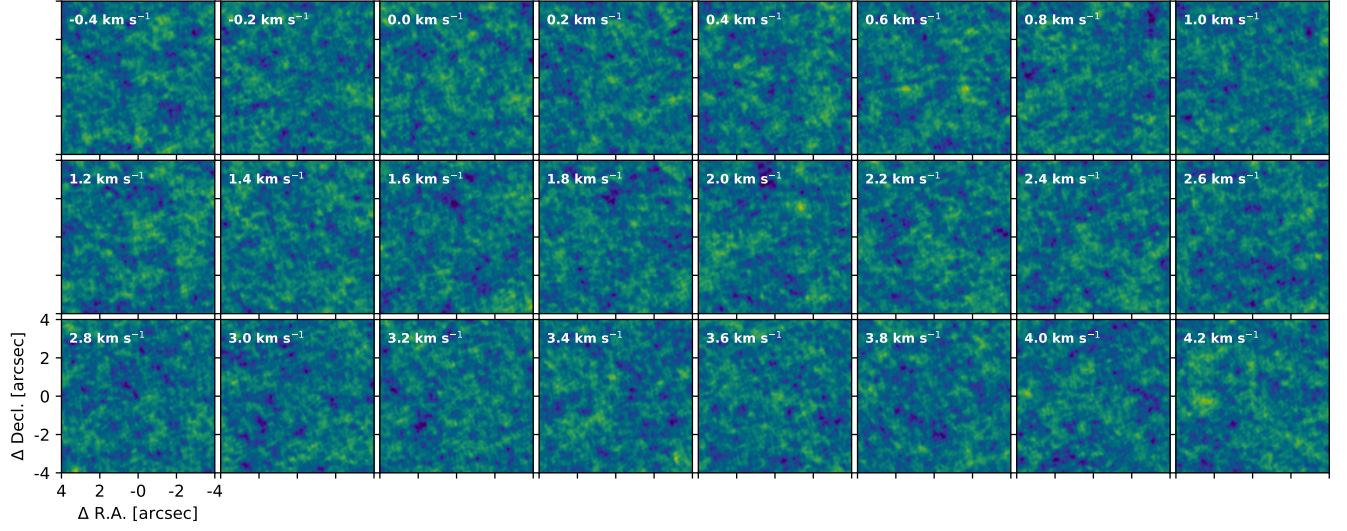 -0.4 km s⁻¹ -0.2 km s⁻¹ 0.0 km s⁻¹ 0.2 km s⁻¹ 0.4 km s⁻¹ 0.6 km s⁻¹ 0.8 km s⁻¹ 1.0 km s⁻¹
1.2 km s⁻¹ 1.4 km s⁻¹ 1.6 km s⁻¹ 1.8 km s⁻¹ 2.0 km s⁻¹ 2.2 km s⁻¹ 2.4 km s⁻¹ 2.6 km s⁻¹
2.8 km s⁻¹ 3.0 km s⁻¹ 3.2 km s⁻¹ 3.4 km s⁻¹ 3.6 km s⁻¹ 3.8 km s⁻¹ 4.0 km s⁻¹ 4.2 km s⁻¹
Δ Decl. [arcsec]
4
2
0
-2
-4
4 2 -0 -2 -4
Δ R.A. [arcsec]